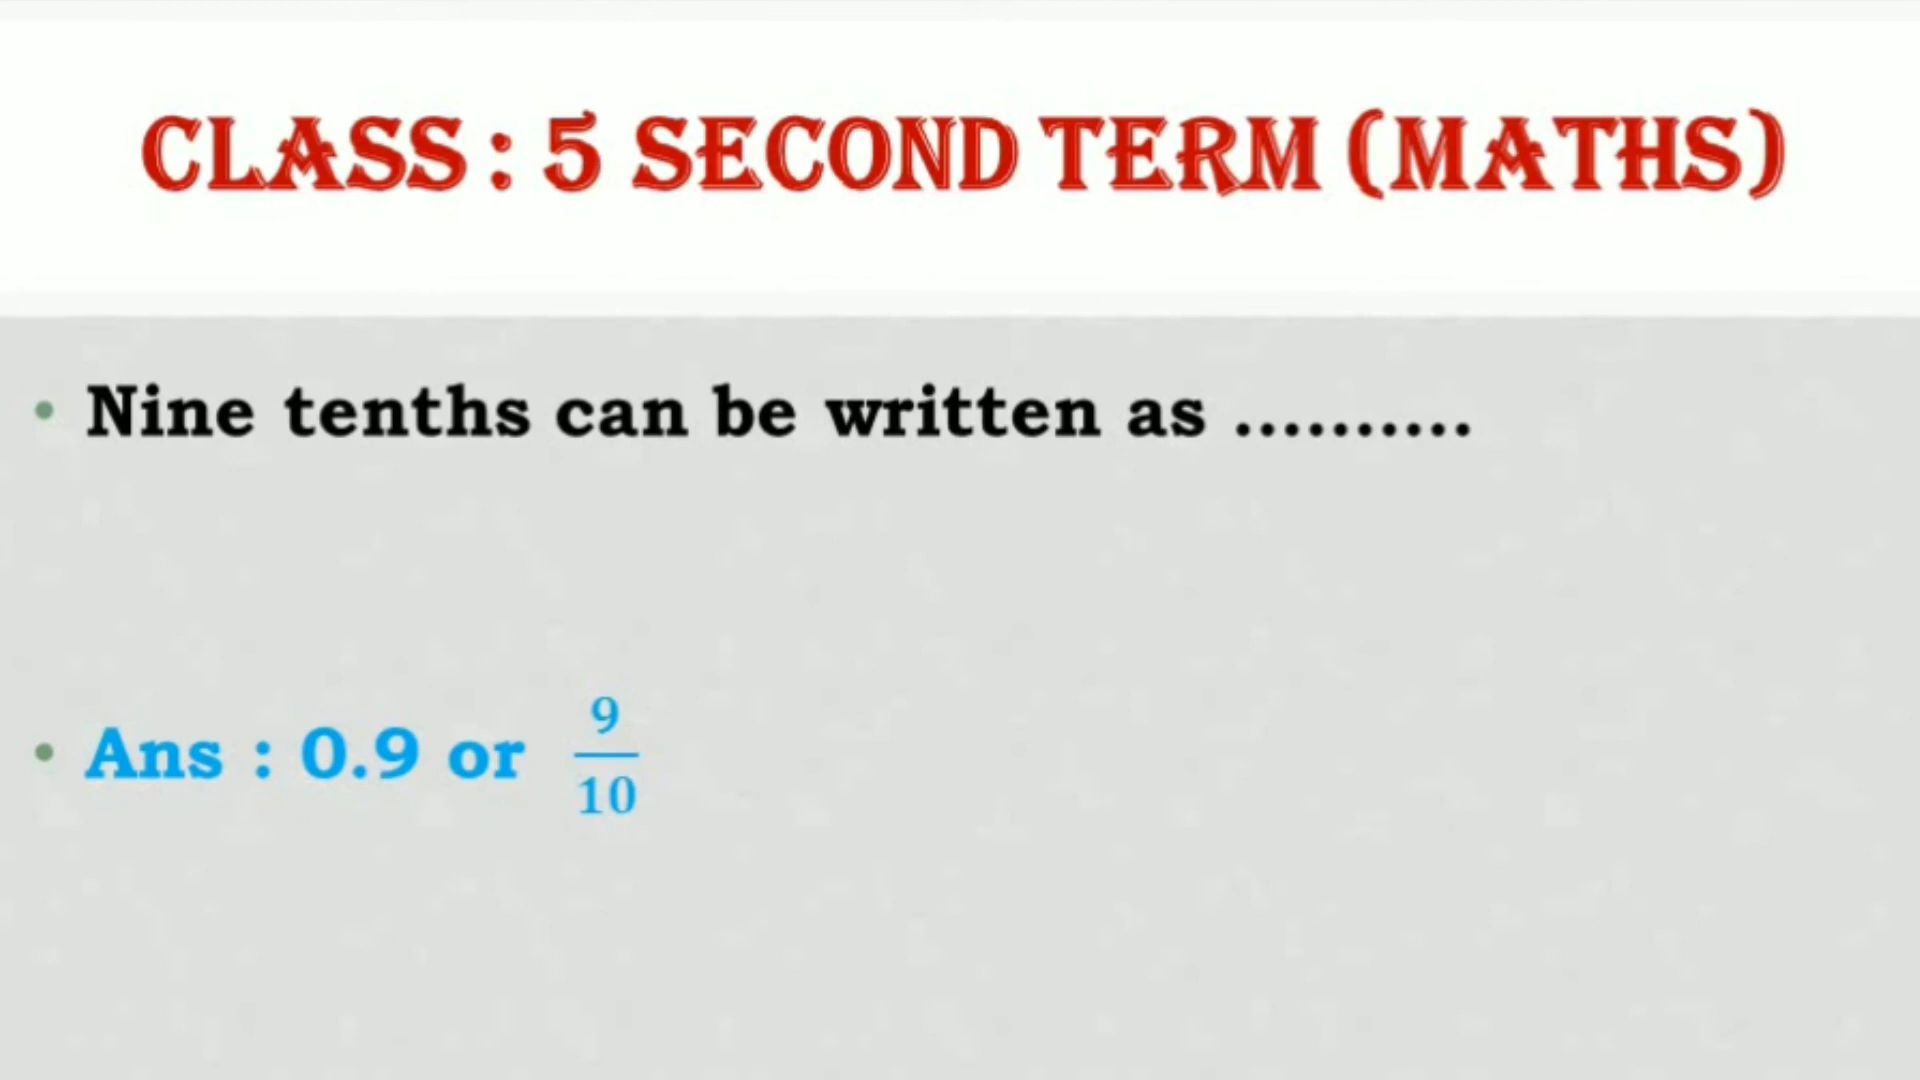 CLASS : 5 SECOND TERM (MATHS)
• Nine tenths can be written as ..........
• Ans : 0.9 or 9/10